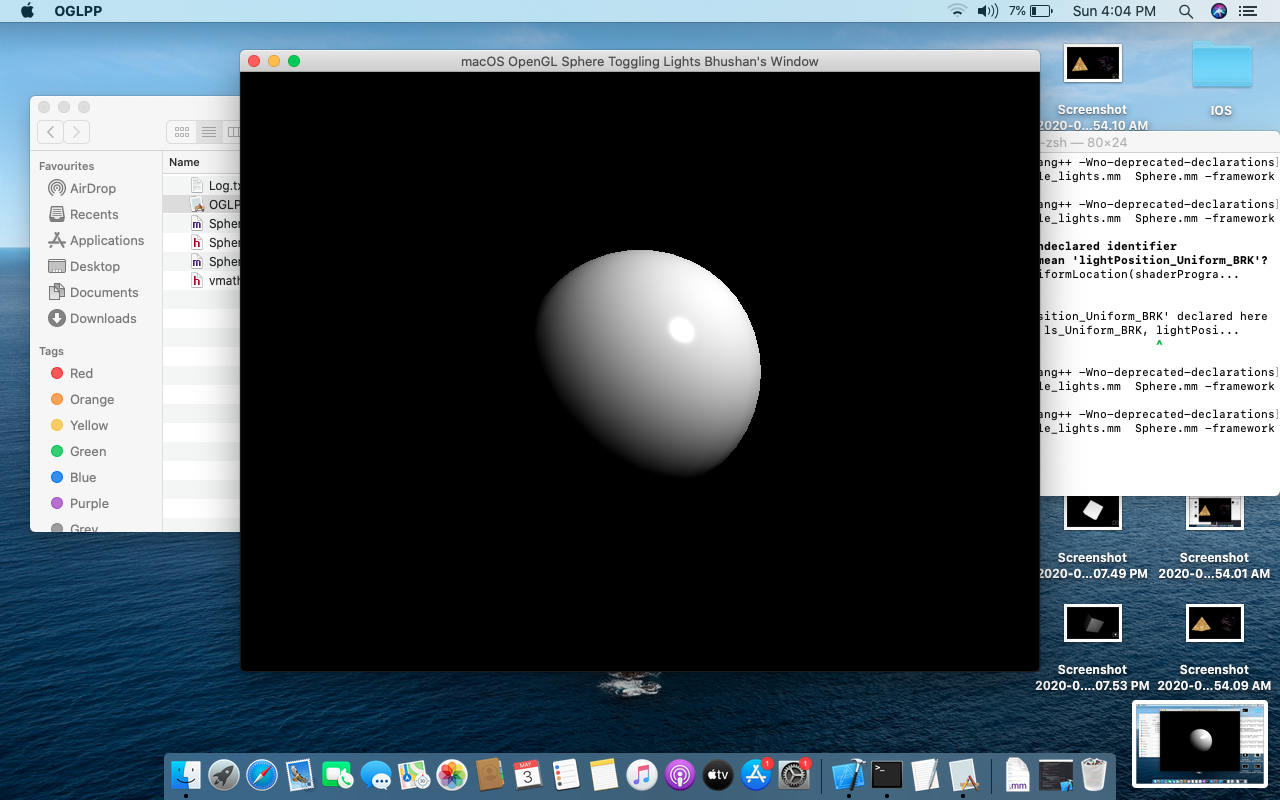 OGLPP
7%
Sun 4:04 PM
macOS OpenGL Sphere Toggling Lights Bhushan's Window
Favourites
AirDrop
Recents
Applications
Desktop
Documents
Downloads
Tags
Red
Orange
Yellow
Green
Blue
Purple
Grey
Name
Log.tx
OGLP
Spher
Spher
Spher
vmath
Screenshot
2020-0...54.10 AM
IOS
-zsh — 80×24
ang++ -Wno-deprecated-declarations]
le_lights.mm  Sphere.mm -framework
ang++ -Wno-deprecated-declarations]
le_lights.mm  Sphere.mm -framework
ndeclared identifier
mean 'lightPosition_Uniform_BRK'?
iformLocation(shaderProgra...
sition_Uniform_BRK' declared here
ls_Uniform_BRK, lightPosi...
^
ang++ -Wno-deprecated-declarations]
le_lights.mm  Sphere.mm -framework
ang++ -Wno-deprecated-declarations]
le_lights.mm  Sphere.mm -framework
Screenshot
2020-0...07.49 PM
Screenshot
2020-0...54.01 AM
Screenshot
2020-0....07.53 PM
Screenshot
2020-0...54.09 AM
MAY
3
tv
1
1
>_
.mm